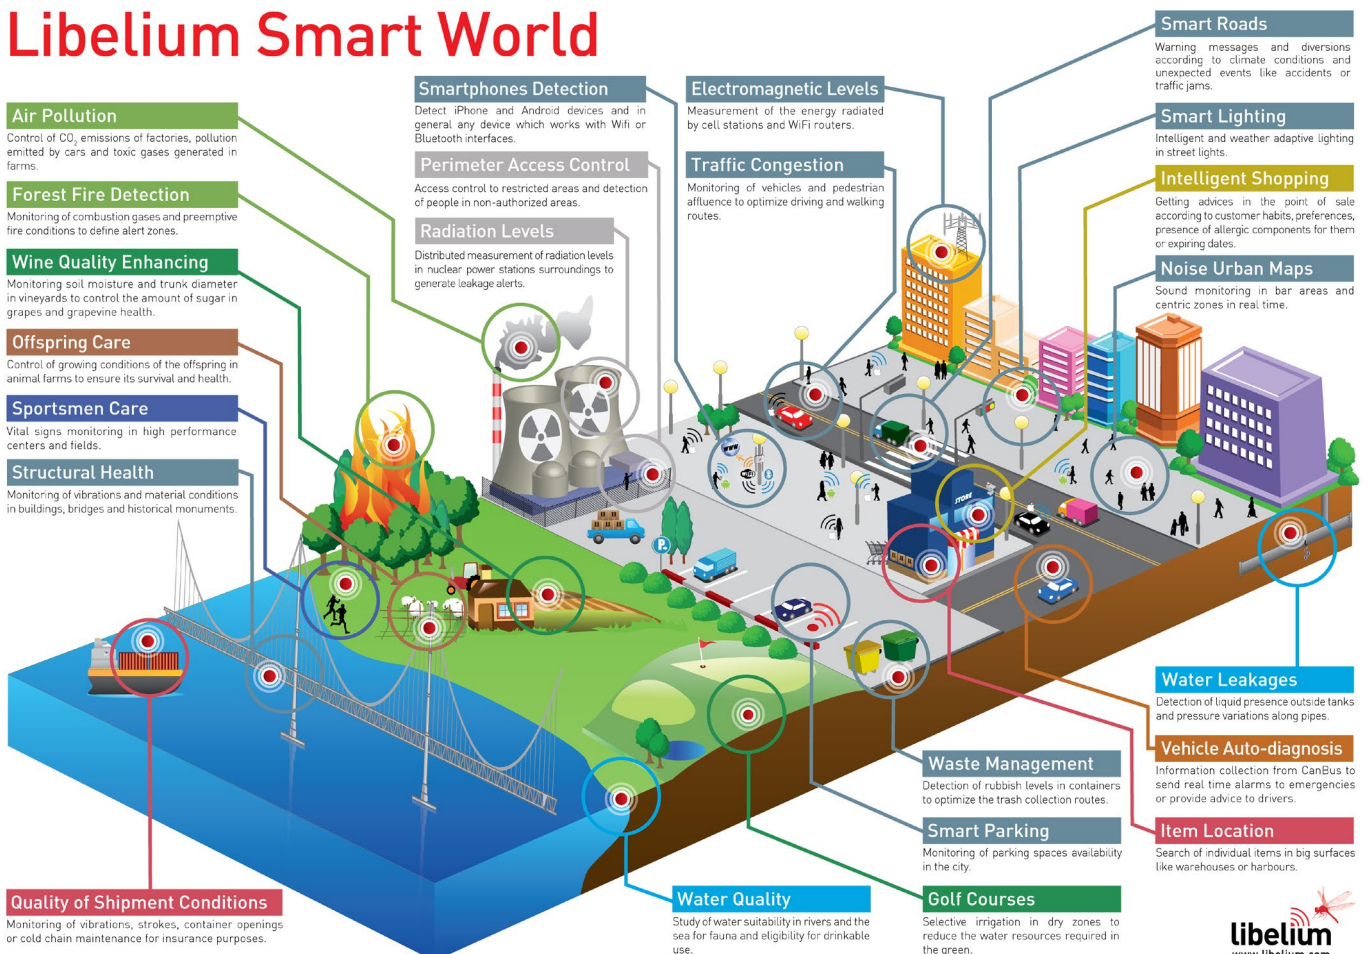 Libelium Smart World
Air Pollution
Control of CO₂ emissions of factories, pollution
emitted by cars and toxic gases generated in
farms.
Forest Fire Detection
Monitoring of combustion gases and preemptive
fire conditions to define alert zones.
Wine Quality Enhancing
Monitoring soil moisture and trunk diameter
in vineyards to control the amount of sugar in
grapes and grapevine health.
Offspring Care
Control of growing conditions of the offspring in
animal farms to ensure its survival and health.
Sportsmen Care
Vital signs monitoring in high performance
centers and fields.
Structural Health
Monitoring of vibrations and material conditions
in buildings, bridges and historical monuments.
Quality of Shipment Conditions
Monitoring of vibrations, strokes, container openings
or cold chain maintenance for insurance purposes.
Smartphones Detection
Detect iPhone and Android devices and in
general any device which works with Wifi or
Bluetooth interfaces.
Perimeter Access Control
Access control to restricted areas and detection
of people in non-authorized areas.
Radiation Levels
Distributed measurement of radiation levels
in nuclear power stations surroundings to
generate leakage alerts.
Electromagnetic Levels
Measurement of the energy radiated
by cell stations and WiFi routers.
Traffic Congestion
Monitoring of vehicles and pedestrian
affluence to optimize driving and walking
routes.
Smart Roads
Warning messages and diversions
according to climate conditions and
unexpected events like accidents or
traffic jams.
Smart Lighting
Intelligent and weather adaptive lighting
in street lights.
Intelligent Shopping
Getting advices in the point of sale
according to customer habits, preferences,
presence of allergic components for them
or expiring dates.
Noise Urban Maps
Sound monitoring in bar areas and
centric zones in real time.
www
WiFi
STORE
P.
Water Leakages
Detection of liquid presence outside tanks
and pressure variations along pipes.
Vehicle Auto-diagnosis
Information collection from CanBus to
send real time alarms to emergencies
or provide advice to drivers.
Item Location
Search of individual items in big surfaces
like warehouses or harbours.
Waste Management
Detection of rubbish levels in containers
to optimize the trash collection routes.
Smart Parking
Monitoring of parking spaces availability
in the city.
Golf Courses
Selective irrigation in dry zones to
reduce the water resources required in
the green.
Water Quality
Study of water suitability in rivers and the
sea for fauna and eligibility for drinkable
use.
libelium
www.libelium.com